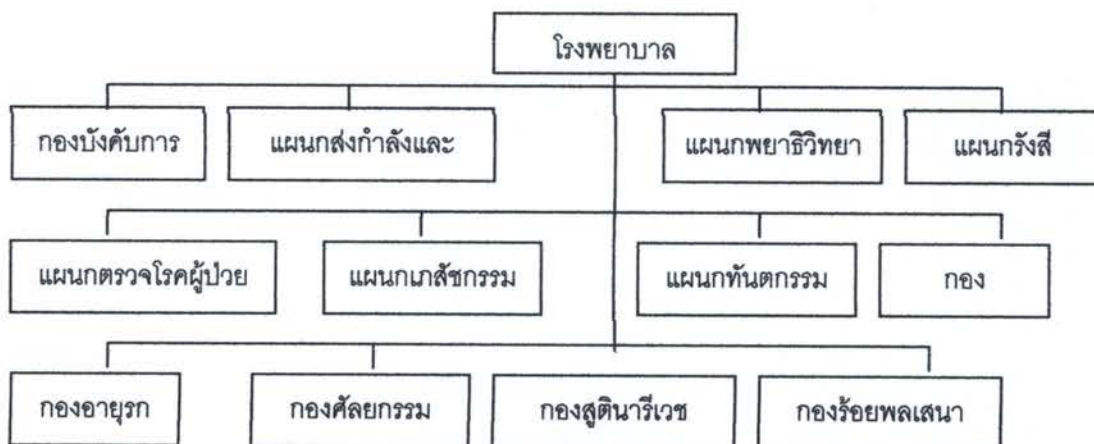 โรงพยาบาล
กองบังคับการ แผนกส่งกำลังและ แผนกพยาธิวิทยา แผนกรังสี
แผนกตรวจโรคผู้ป่วย แผนกเภสัชกรรม แผนกทันตกรรม กอง
กองอายุรก กองศัลยกรรม กองสูตินารีเวช กองร้อยพลเสนา